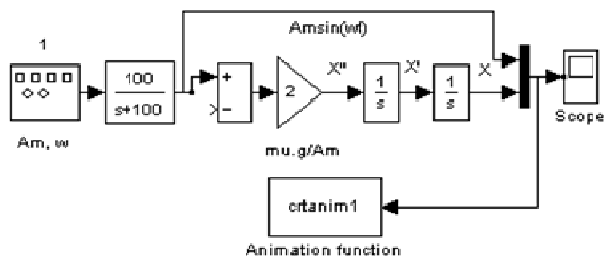 1
Amsin(wt)
100
s+100
+
−
2
X"
1
s
X'
1
s
X
Scope
Am, w
mu.g/Am
crtanim1
Animation function